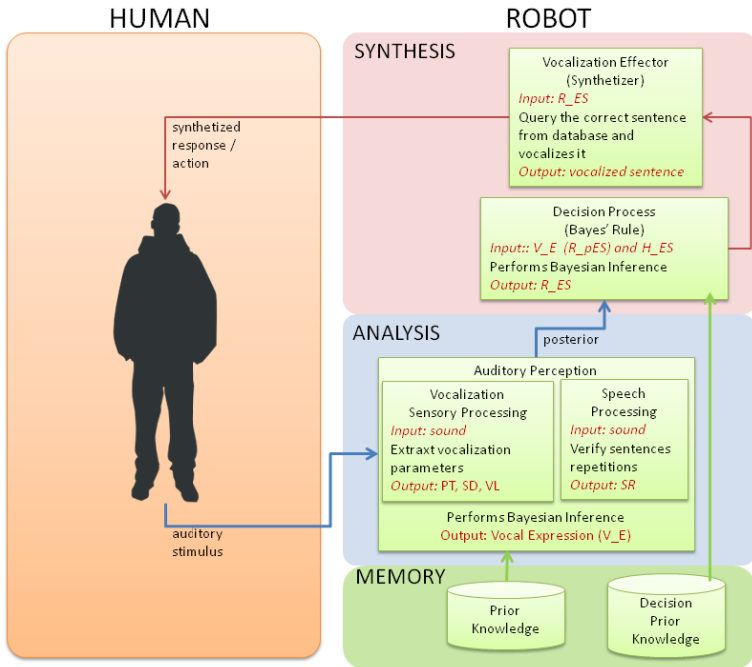 HUMAN
ROBOT
SYNTHESIS
Vocalization Effector
(Synthetizer)
Input: R_ES
Query the correct sentence
from database and
vocalizes it
Output: vocalized sentence
synthetized
response /
action
Decision Process
(Bayes' Rule)
Input:: V_E (R_pES) and H_ES
Performs Bayesian Inference
Output: R_ES
ANALYSIS
posterior
Auditory Perception
Vocalization
Sensory Processing
Input: sound
Extraxt vocalization
parameters
Output: PT, SD, VL
Speech
Processing
Input: sound
Verify sentences
repetitions
Output: SR
Performs Bayesian Inference
Output: Vocal Expression (V_E)
auditory
stimulus
MEMORY
Prior
Knowledge
Decision
Prior
Knowledge